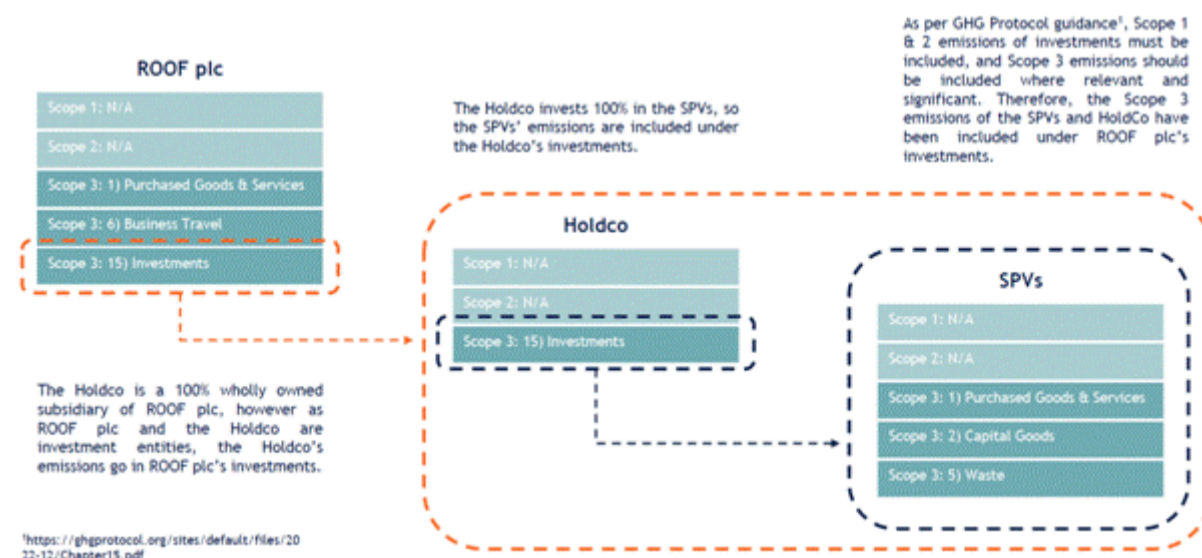 ROOF plc
Scope 1: N/A
Scope 2: N/A
Scope 3: 1) Purchased Goods & Services
Scope 3: 6) Business Travel
Scope 3: 15) Investments
The Holdco is a 100% wholly owned
subsidiary of ROOF plc, however as
ROOF plc and the Holdco are
investment entities, the Holdco's
emissions go in ROOF plc's investments.
¹https://ghgprotocol.org/sites/default/files/20
22-12/Chapter15.pdf
The Holdco invests 100% in the SPVs, so
the SPVs' emissions are included under
the Holdco's investments.
Holdco
Scope 1: N/A
Scope 2: N/A
Scope 3: 15) Investments
As per GHG Protocol guidance¹, Scope 1
& 2 emissions of investments must be
included, and Scope 3 emissions should
be included where relevant and
significant. Therefore, the Scope 3
emissions of the SPVs and HoldCo have
been included under ROOF plc's
investments.
SPVs
Scope 1: N/A
Scope 2: N/A
Scope 3: 1) Purchased Goods & Services
Scope 3: 2) Capital Goods
Scope 3: 5) Waste